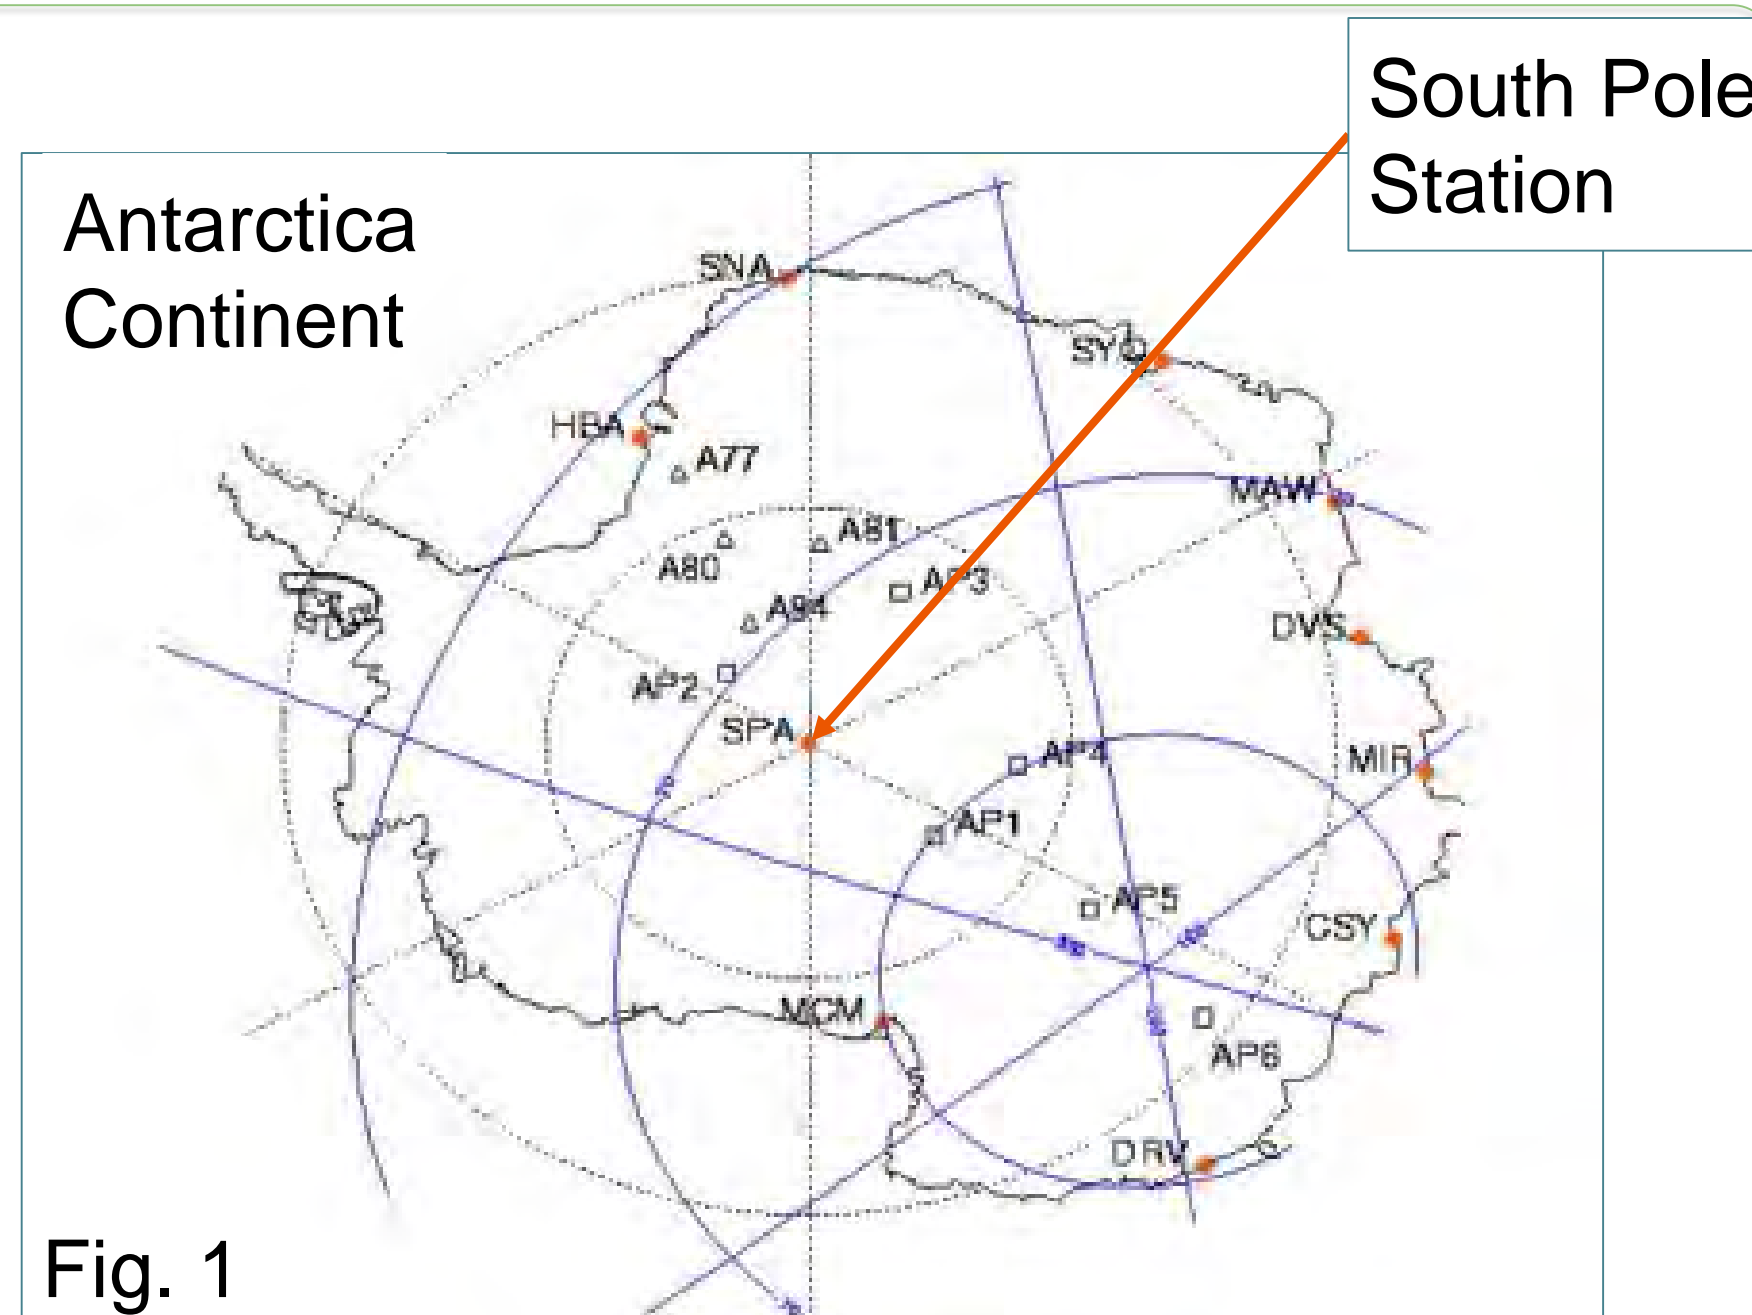 South Pole
Station
Antarctica
Continent
SNA
SYO
HBA
A77
MAW
A81
A80
AP3
A94
DVS
AP2
SPA
AP4
MIR
AP1
AP5
CSY
MCM
AP6
DRV
Fig. 1